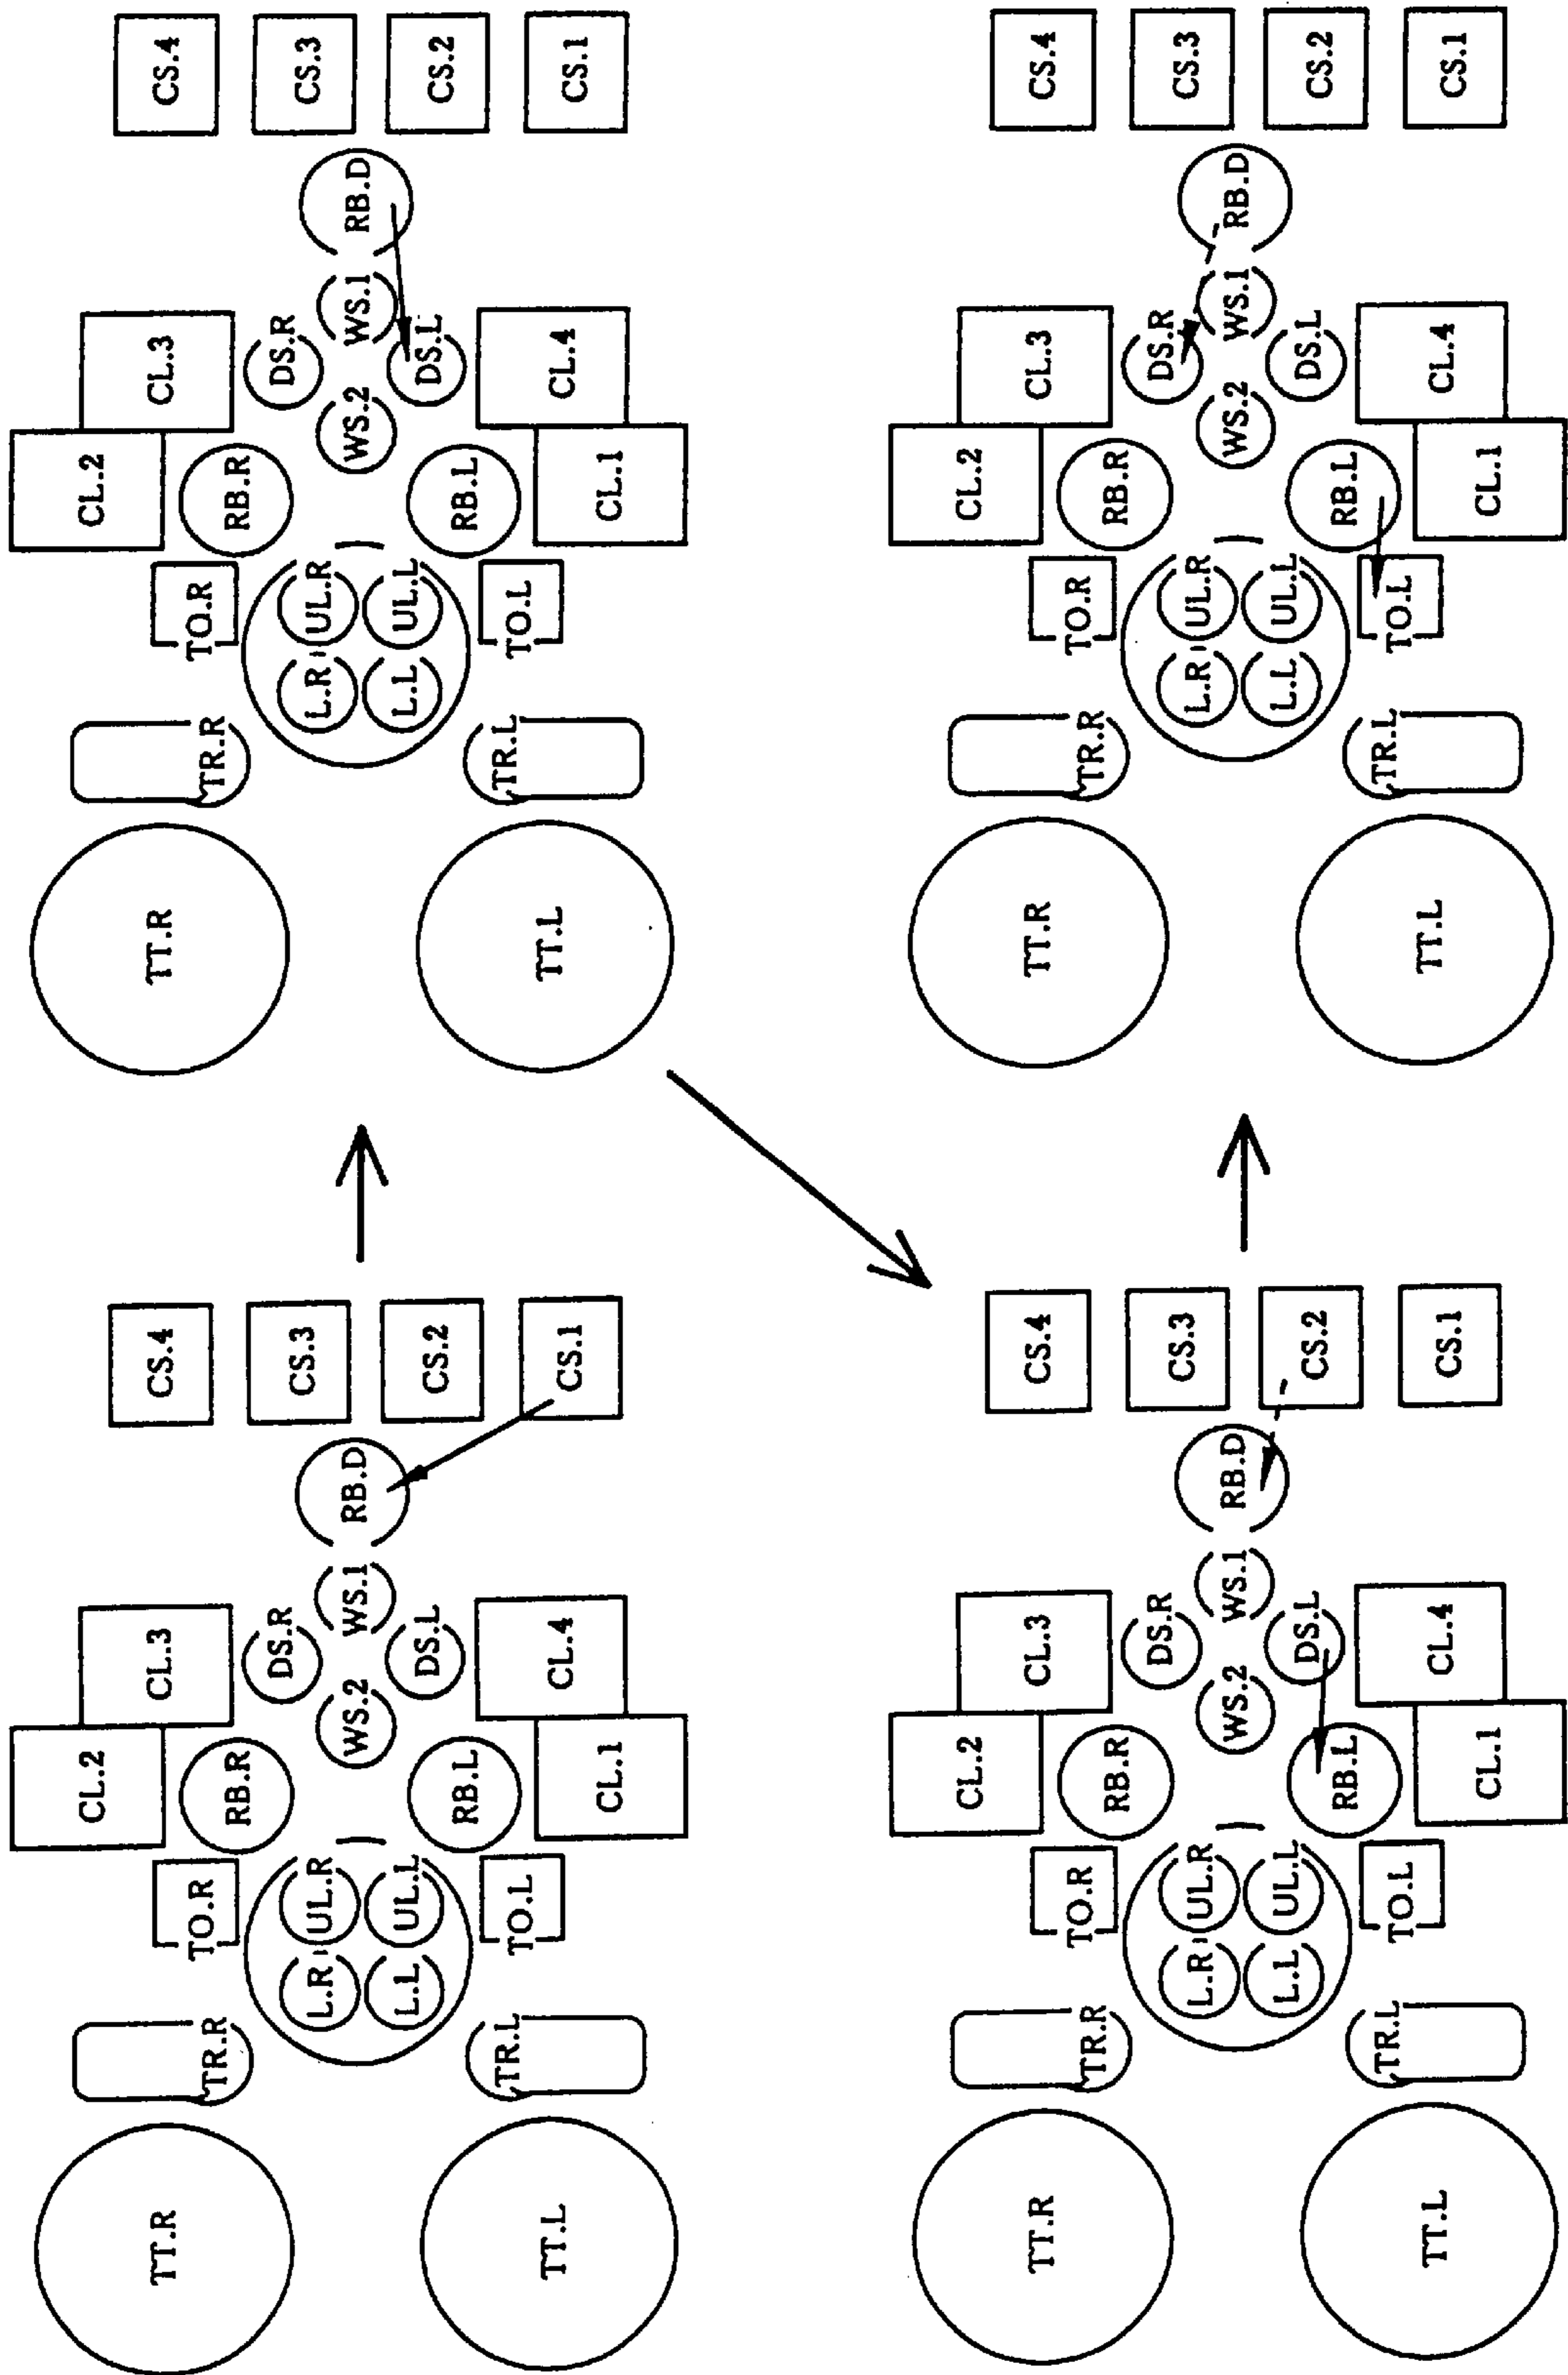 CL.2
TT.R
CL.3
CS.4
TO.R
TR.R
RB.R
DS.R
CS.3
L.R
UL.R
WS.2
WS.1
RB.D
L.L
UL.L
DS.L
CS.2
RB.L
TR.L
TO.L
TT.L
CL.4
CS.1
CL.1
CL.2
TT.R
CL.3
CS.4
TO.R
TR.R
RB.R
DS.R
CS.3
L.R
UL.R
WS.2
WS.1
RB.D
L.L
UL.L
DS.L
CS.2
RB.L
TR.L
TO.L
TT.L
CL.4
CS.1
CL.1
CL.2
TT.R
CL.3
CS.4
TO.R
TR.R
RB.R
DS.R
CS.3
L.R
UL.R
WS.2
WS.1
RB.D
L.L
UL.L
DS.L
CS.2
RB.L
TR.L
TO.L
TT.L
CL.4
CS.1
CL.1
CL.2
TT.R
CL.3
CS.4
TO.R
TR.R
RB.R
DS.R
CS.3
L.R
UL.R
WS.2
WS.1
RB.D
L.L
UL.L
DS.L
CS.2
RB.L
TR.L
TO.L
TT.L
CL.4
CS.1
CL.1